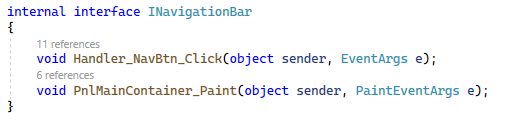 internal interface INavigationBar
{
11 references
void Handler_NavBtn_Click(object sender, EventArgs e);
6 references
void PnlMainContainer_Paint(object sender, PaintEventArgs e);
}